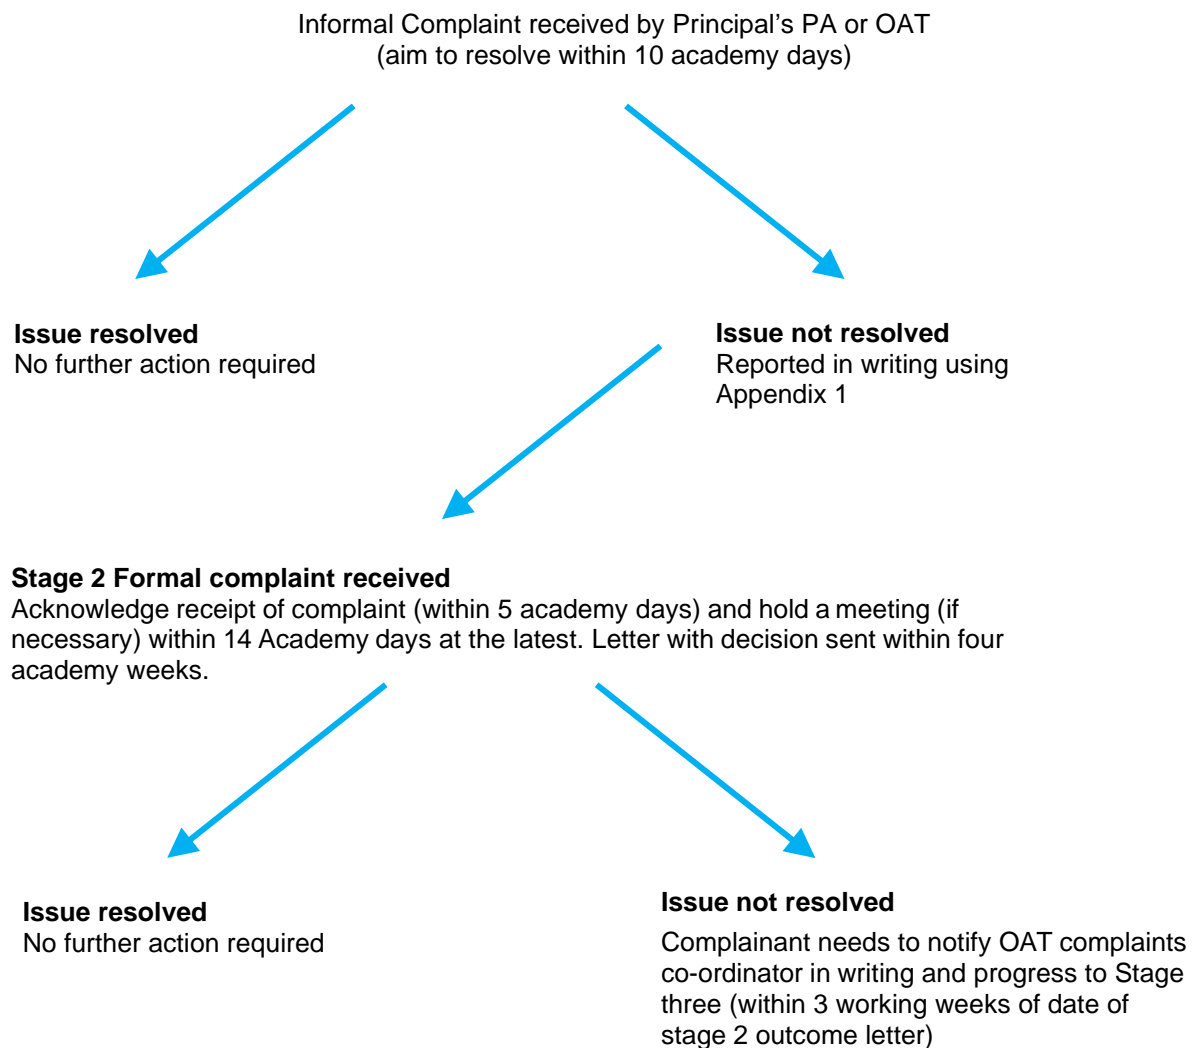 Informal Complaint received by Principal’s PA or OAT
(aim to resolve within 10 academy days)
Issue resolved
No further action required
Issue not resolved
Reported in writing using
Appendix 1
Stage 2 Formal complaint received
Acknowledge receipt of complaint (within 5 academy days) and hold a meeting (if
necessary) within 14 Academy days at the latest. Letter with decision sent within four
academy weeks.
Issue resolved
No further action required
Issue not resolved
Complainant needs to notify OAT complaints
co-ordinator in writing and progress to Stage
three (within 3 working weeks of date of
stage 2 outcome letter)